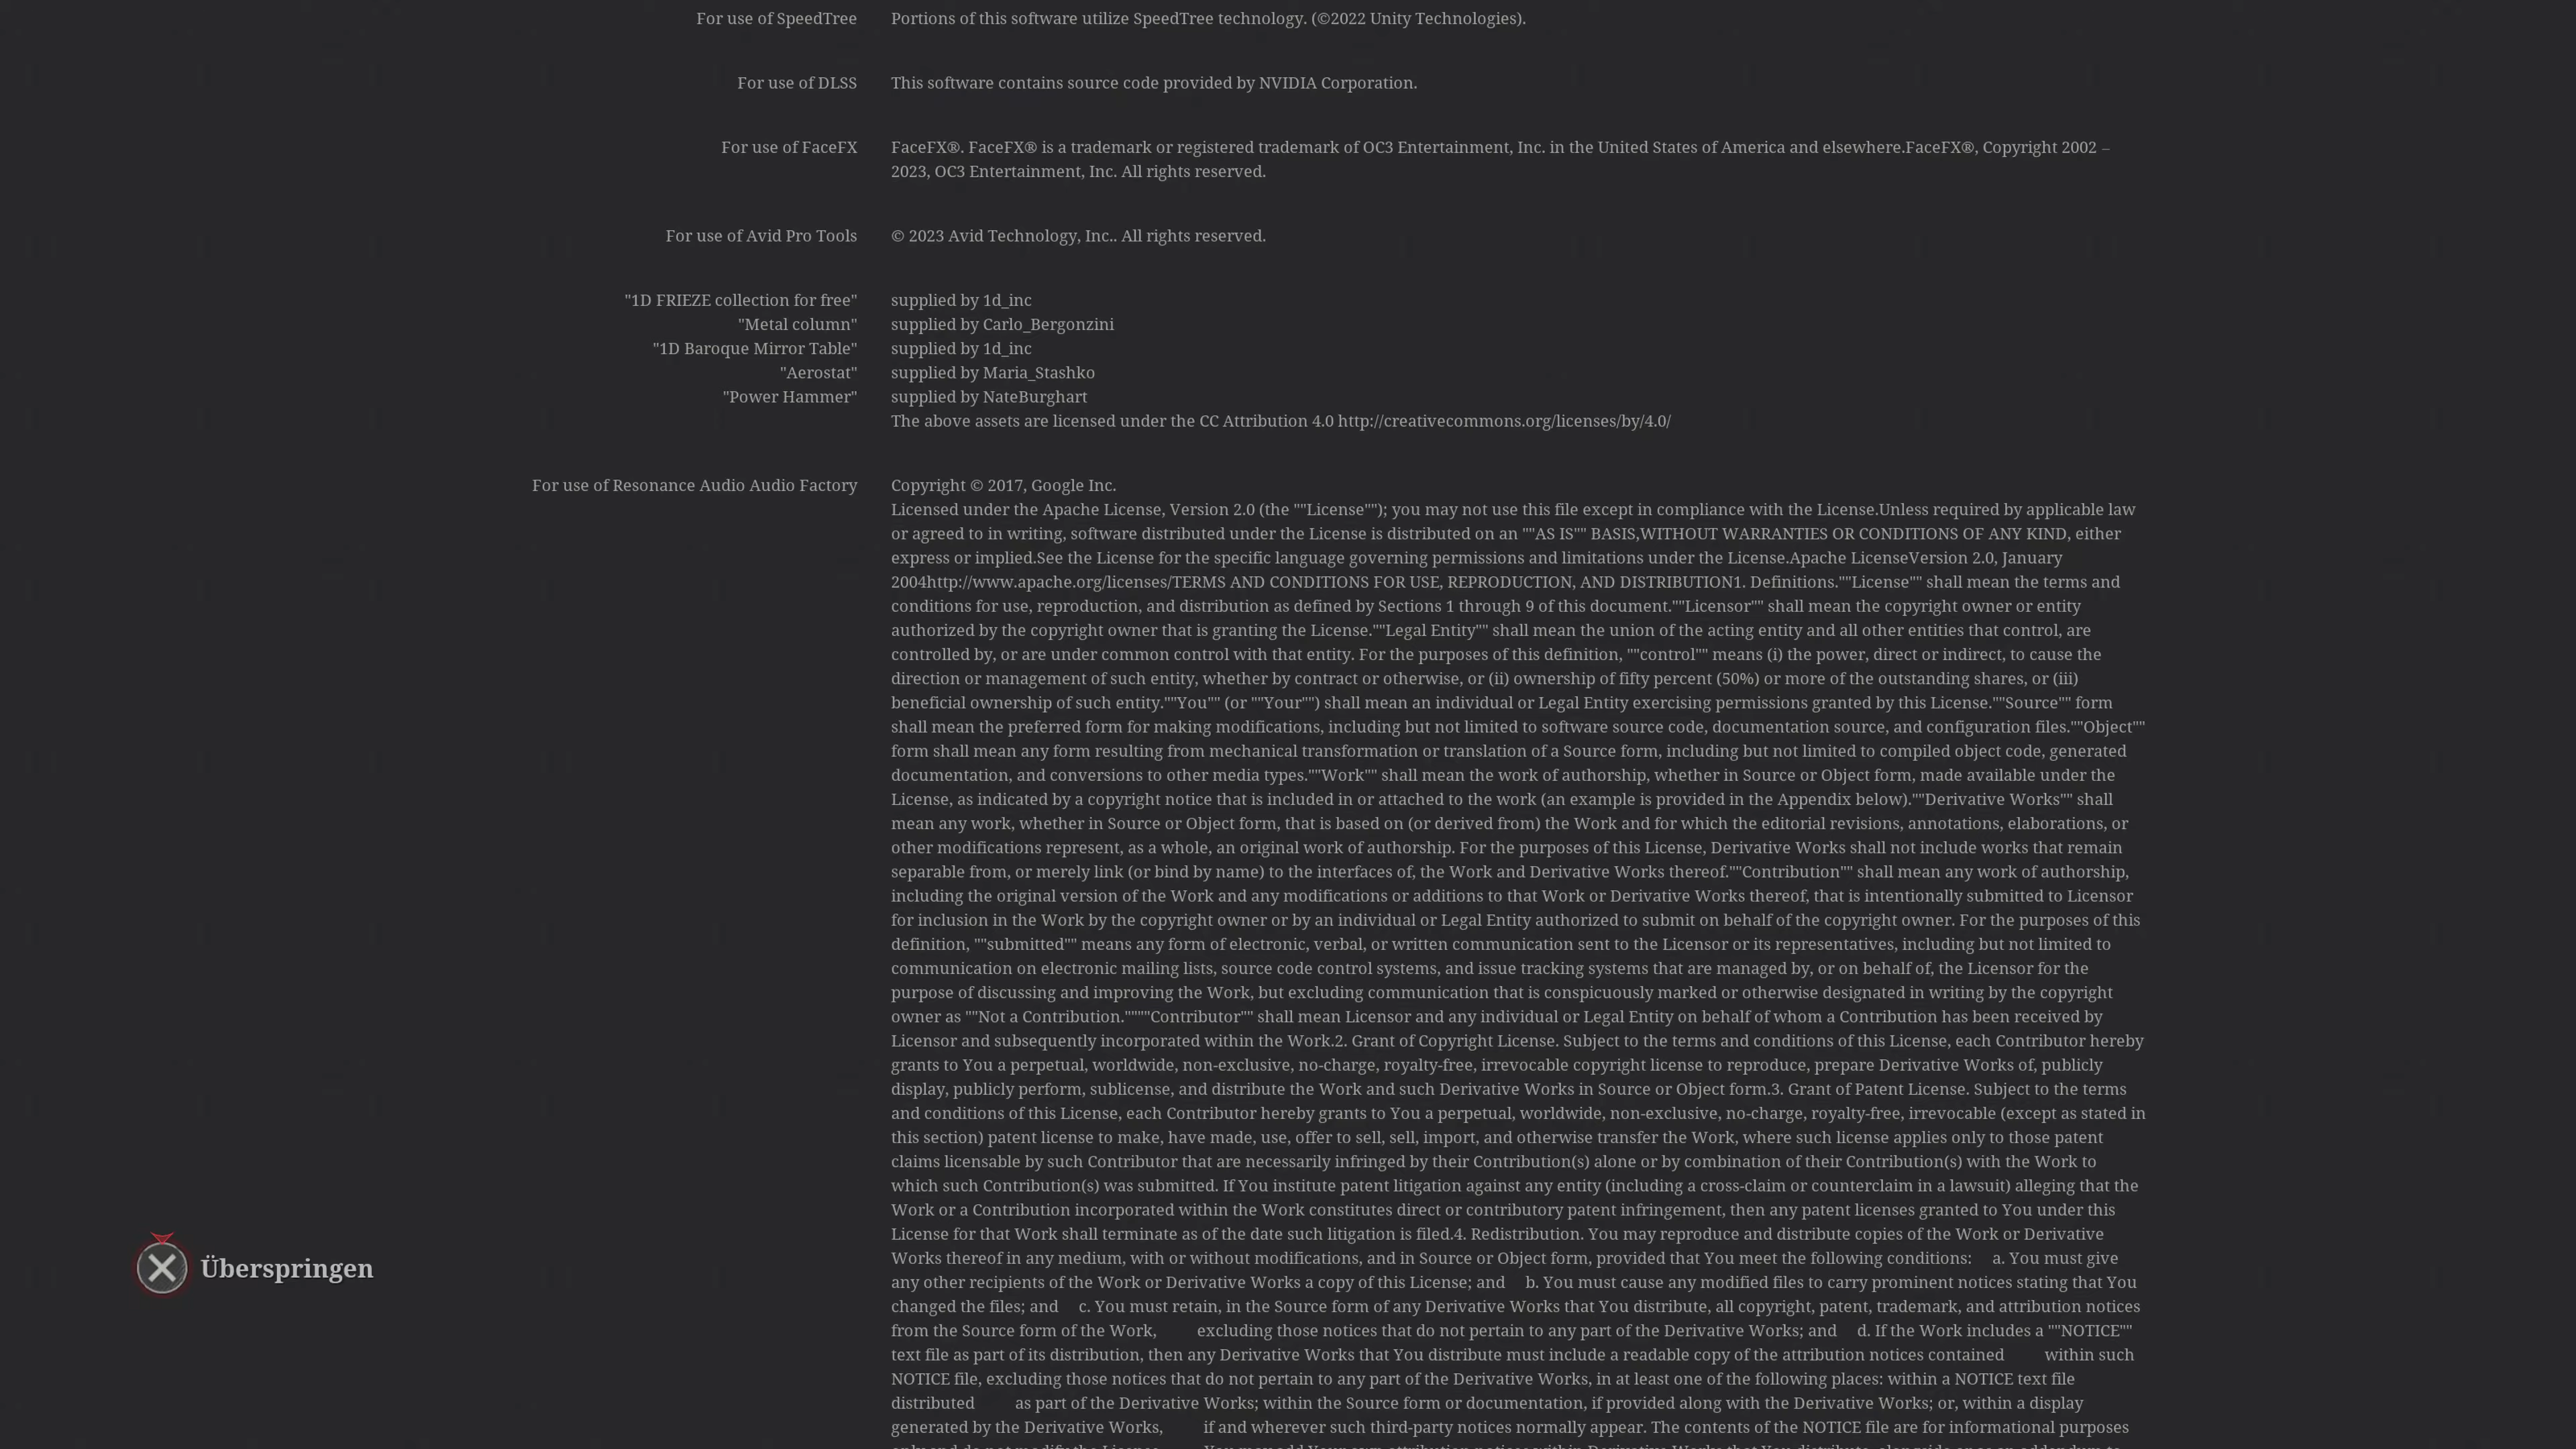 For use of SpeedTree Portions of this software utilize SpeedTree technology. (©2022 Unity Technologies).
For use of DLSS This software contains source code provided by NVIDIA Corporation.
For use of FaceFX FaceFX®. FaceFX® is a trademark or registered trademark of OC3 Entertainment, Inc. in the United States of America and elsewhere.FaceFX®, Copyright 2002 –
2023, OC3 Entertainment, Inc. All rights reserved.
For use of Avid Pro Tools © 2023 Avid Technology, Inc.. All rights reserved.
"1D FRIEZE collection for free" supplied by 1d_inc
"Metal column" supplied by Carlo_Bergonzini
"1D Baroque Mirror Table" supplied by 1d_inc
"Aerostat" supplied by Maria_Stashko
"Power Hammer" supplied by NateBurghart
The above assets are licensed under the CC Attribution 4.0 http://creativecommons.org/licenses/by/4.0/
For use of Resonance Audio Audio Factory Copyright © 2017, Google Inc.
Licensed under the Apache License, Version 2.0 (the ""License""); you may not use this file except in compliance with the License.Unless required by applicable law
or agreed to in writing, software distributed under the License is distributed on an ""AS IS"" BASIS,WITHOUT WARRANTIES OR CONDITIONS OF ANY KIND, either
express or implied.See the License for the specific language governing permissions and limitations under the License.Apache LicenseVersion 2.0, January
2004http://www.apache.org/licenses/TERMS AND CONDITIONS FOR USE, REPRODUCTION, AND DISTRIBUTION1. Definitions.""License"" shall mean the terms and
conditions for use, reproduction, and distribution as defined by Sections 1 through 9 of this document.""Licensor"" shall mean the copyright owner or entity
authorized by the copyright owner that is granting the License.""Legal Entity"" shall mean the union of the acting entity and all other entities that control, are
controlled by, or are under common control with that entity. For the purposes of this definition, ""control"" means (i) the power, direct or indirect, to cause the
direction or management of such entity, whether by contract or otherwise, or (ii) ownership of fifty percent (50%) or more of the outstanding shares, or (iii)
beneficial ownership of such entity.""You"" (or ""Your"") shall mean an individual or Legal Entity exercising permissions granted by this License.""Source"" form
shall mean the preferred form for making modifications, including but not limited to software source code, documentation source, and configuration files.""Object""
form shall mean any form resulting from mechanical transformation or translation of a Source form, including but not limited to compiled object code, generated
documentation, and conversions to other media types.""Work"" shall mean the work of authorship, whether in Source or Object form, made available under the
License, as indicated by a copyright notice that is included in or attached to the work (an example is provided in the Appendix below).""Derivative Works"" shall
mean any work, whether in Source or Object form, that is based on (or derived from) the Work and for which the editorial revisions, annotations, elaborations, or
other modifications represent, as a whole, an original work of authorship. For the purposes of this License, Derivative Works shall not include works that remain
separable from, or merely link (or bind by name) to the interfaces of, the Work and Derivative Works thereof.""Contribution"" shall mean any work of authorship,
including the original version of the Work and any modifications or additions to that Work or Derivative Works thereof, that is intentionally submitted to Licensor
for inclusion in the Work by the copyright owner or by an individual or Legal Entity authorized to submit on behalf of the copyright owner. For the purposes of this
definition, ""submitted"" means any form of electronic, verbal, or written communication sent to the Licensor or its representatives, including but not limited to
communication on electronic mailing lists, source code control systems, and issue tracking systems that are managed by, or on behalf of, the Licensor for the
purpose of discussing and improving the Work, but excluding communication that is conspicuously marked or otherwise designated in writing by the copyright
owner as ""Not a Contribution.""""Contributor"" shall mean Licensor and any individual or Legal Entity on behalf of whom a Contribution has been received by
Licensor and subsequently incorporated within the Work.2. Grant of Copyright License. Subject to the terms and conditions of this License, each Contributor hereby
grants to You a perpetual, worldwide, non-exclusive, no-charge, royalty-free, irrevocable copyright license to reproduce, prepare Derivative Works of, publicly
display, publicly perform, sublicense, and distribute the Work and such Derivative Works in Source or Object form.3. Grant of Patent License. Subject to the terms
and conditions of this License, each Contributor hereby grants to You a perpetual, worldwide, non-exclusive, no-charge, royalty-free, irrevocable (except as stated in
this section) patent license to make, have made, use, offer to sell, sell, import, and otherwise transfer the Work, where such license applies only to those patent
claims licensable by such Contributor that are necessarily infringed by their Contribution(s) alone or by combination of their Contribution(s) with the Work to
which such Contribution(s) was submitted. If You institute patent litigation against any entity (including a cross-claim or counterclaim in a lawsuit) alleging that the
Work or a Contribution incorporated within the Work constitutes direct or contributory patent infringement, then any patent licenses granted to You under this
License for that Work shall terminate as of the date such litigation is filed.4. Redistribution. You may reproduce and distribute copies of the Work or Derivative
Works thereof in any medium, with or without modifications, and in Source or Object form, provided that You meet the following conditions: a. You must give
Überspringen
any other recipients of the Work or Derivative Works a copy of this License; and b. You must cause any modified files to carry prominent notices stating that You
changed the files; and c. You must retain, in the Source form of any Derivative Works that You distribute, all copyright, patent, trademark, and attribution notices
from the Source form of the Work, excluding those notices that do not pertain to any part of the Derivative Works; and d. If the Work includes a ""NOTICE""
text file as part of its distribution, then any Derivative Works that You distribute must include a readable copy of the attribution notices contained within such
NOTICE file, excluding those notices that do not pertain to any part of the Derivative Works, in at least one of the following places: within a NOTICE text file
distributed as part of the Derivative Works; within the Source form or documentation, if provided along with the Derivative Works; or, within a display
generated by the Derivative Works, if and wherever such third-party notices normally appear. The contents of the NOTICE file are for informational purposes